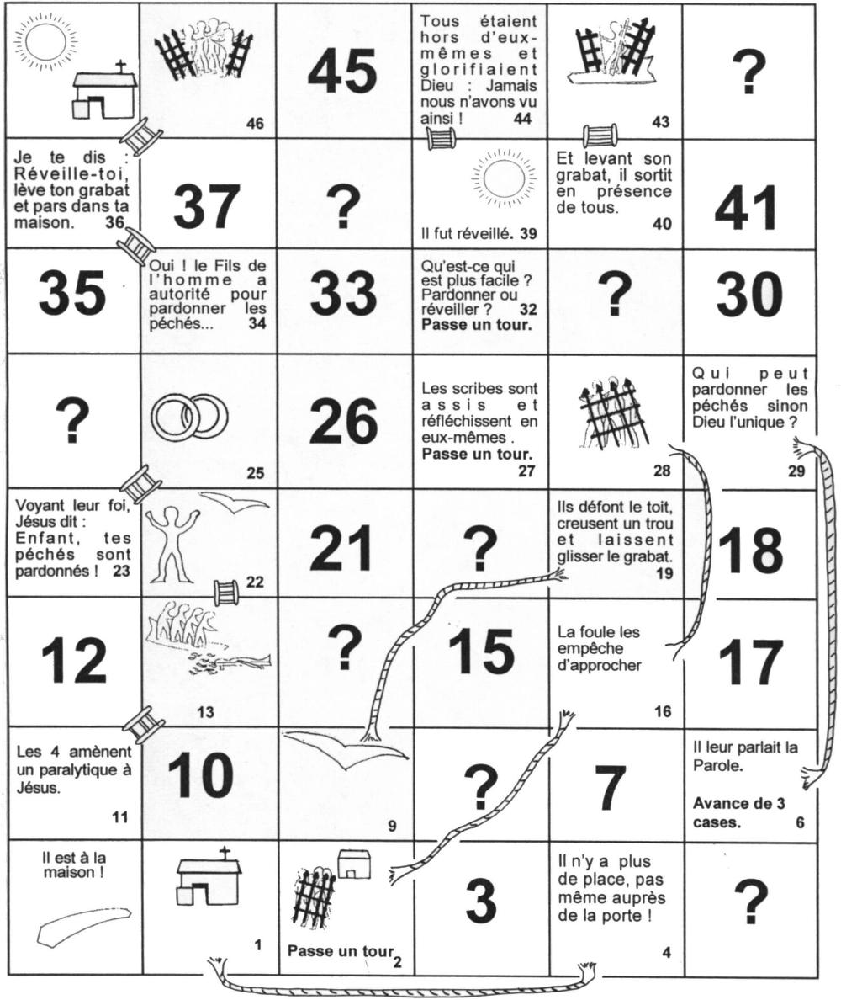 46
45
Tous étaient
hors d'eux-
mêmes et
glorifiaient
Dieu : Jamais
nous n'avons vu
ainsi ! 44
43
?
Je te dis :
Réveille-toi,
lève ton grabat
et pars dans ta
maison. 36
37
?
Il fut réveillé. 39
Et levant son
grabat, il sortit
en présence
de tous.
40
41
35
Oui ! le Fils de
l'homme a
autorité pour
pardonner les
péchés... 34
33
Qu'est-ce qui
est plus facile ?
Pardonner ou
réveiller ? 32
Passe un tour.
?
30
?
25
26
Les scribes sont
assis et
réfléchissent en
eux-mêmes .
Passe un tour.
27
28
Qui peut
pardonner les
péchés sinon
Dieu l'unique ?
29
Voyant leur foi,
Jésus dit :
Enfant, tes
péchés sont
pardonnés ! 23
22
21
?
Ils défont le toit,
creusent un trou
et laissent
glisser le grabat.
19
18
12
13
?
15
La foule les
empêche
d'approcher
16
17
Les 4 amènent
un paralytique à
Jésus.
11
10
9
?
7
Il leur parlait la
Parole.
Avance de 3
cases. 6
Il est à la
maison !
1
Passe un tour
2
3
Il n'y a plus
de place, pas
même auprès
de la porte !
4
?